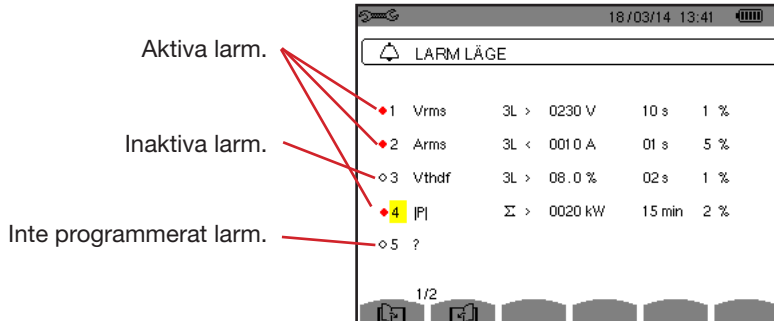 18/03/14 13:41
LARM LÄGE
Aktiva larm.
1 Vrms 3L > 0230 V 10 s 1 %
2 Arms 3L < 0010 A 01 s 5 %
Inaktiva larm.
3 Vthdf 3L > 08.0 % 02 s 1 %
4 |P| Σ > 0020 kW 15 min 2 %
Inte programmerat larm.
5 ?
1/2